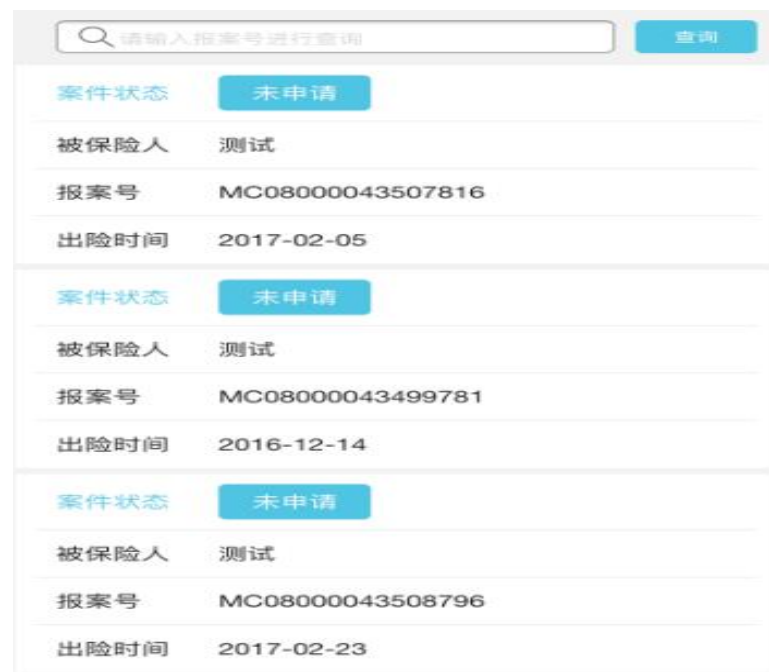 请输入报案号进行查询 查询
案件状态 未申请
被保险人 测试
报案号 MC08000043507816
出险时间 2017-02-05
案件状态 未申请
被保险人 测试
报案号 MC08000043499781
出险时间 2016-12-14
案件状态 未申请
被保险人 测试
报案号 MC08000043508796
出险时间 2017-02-23